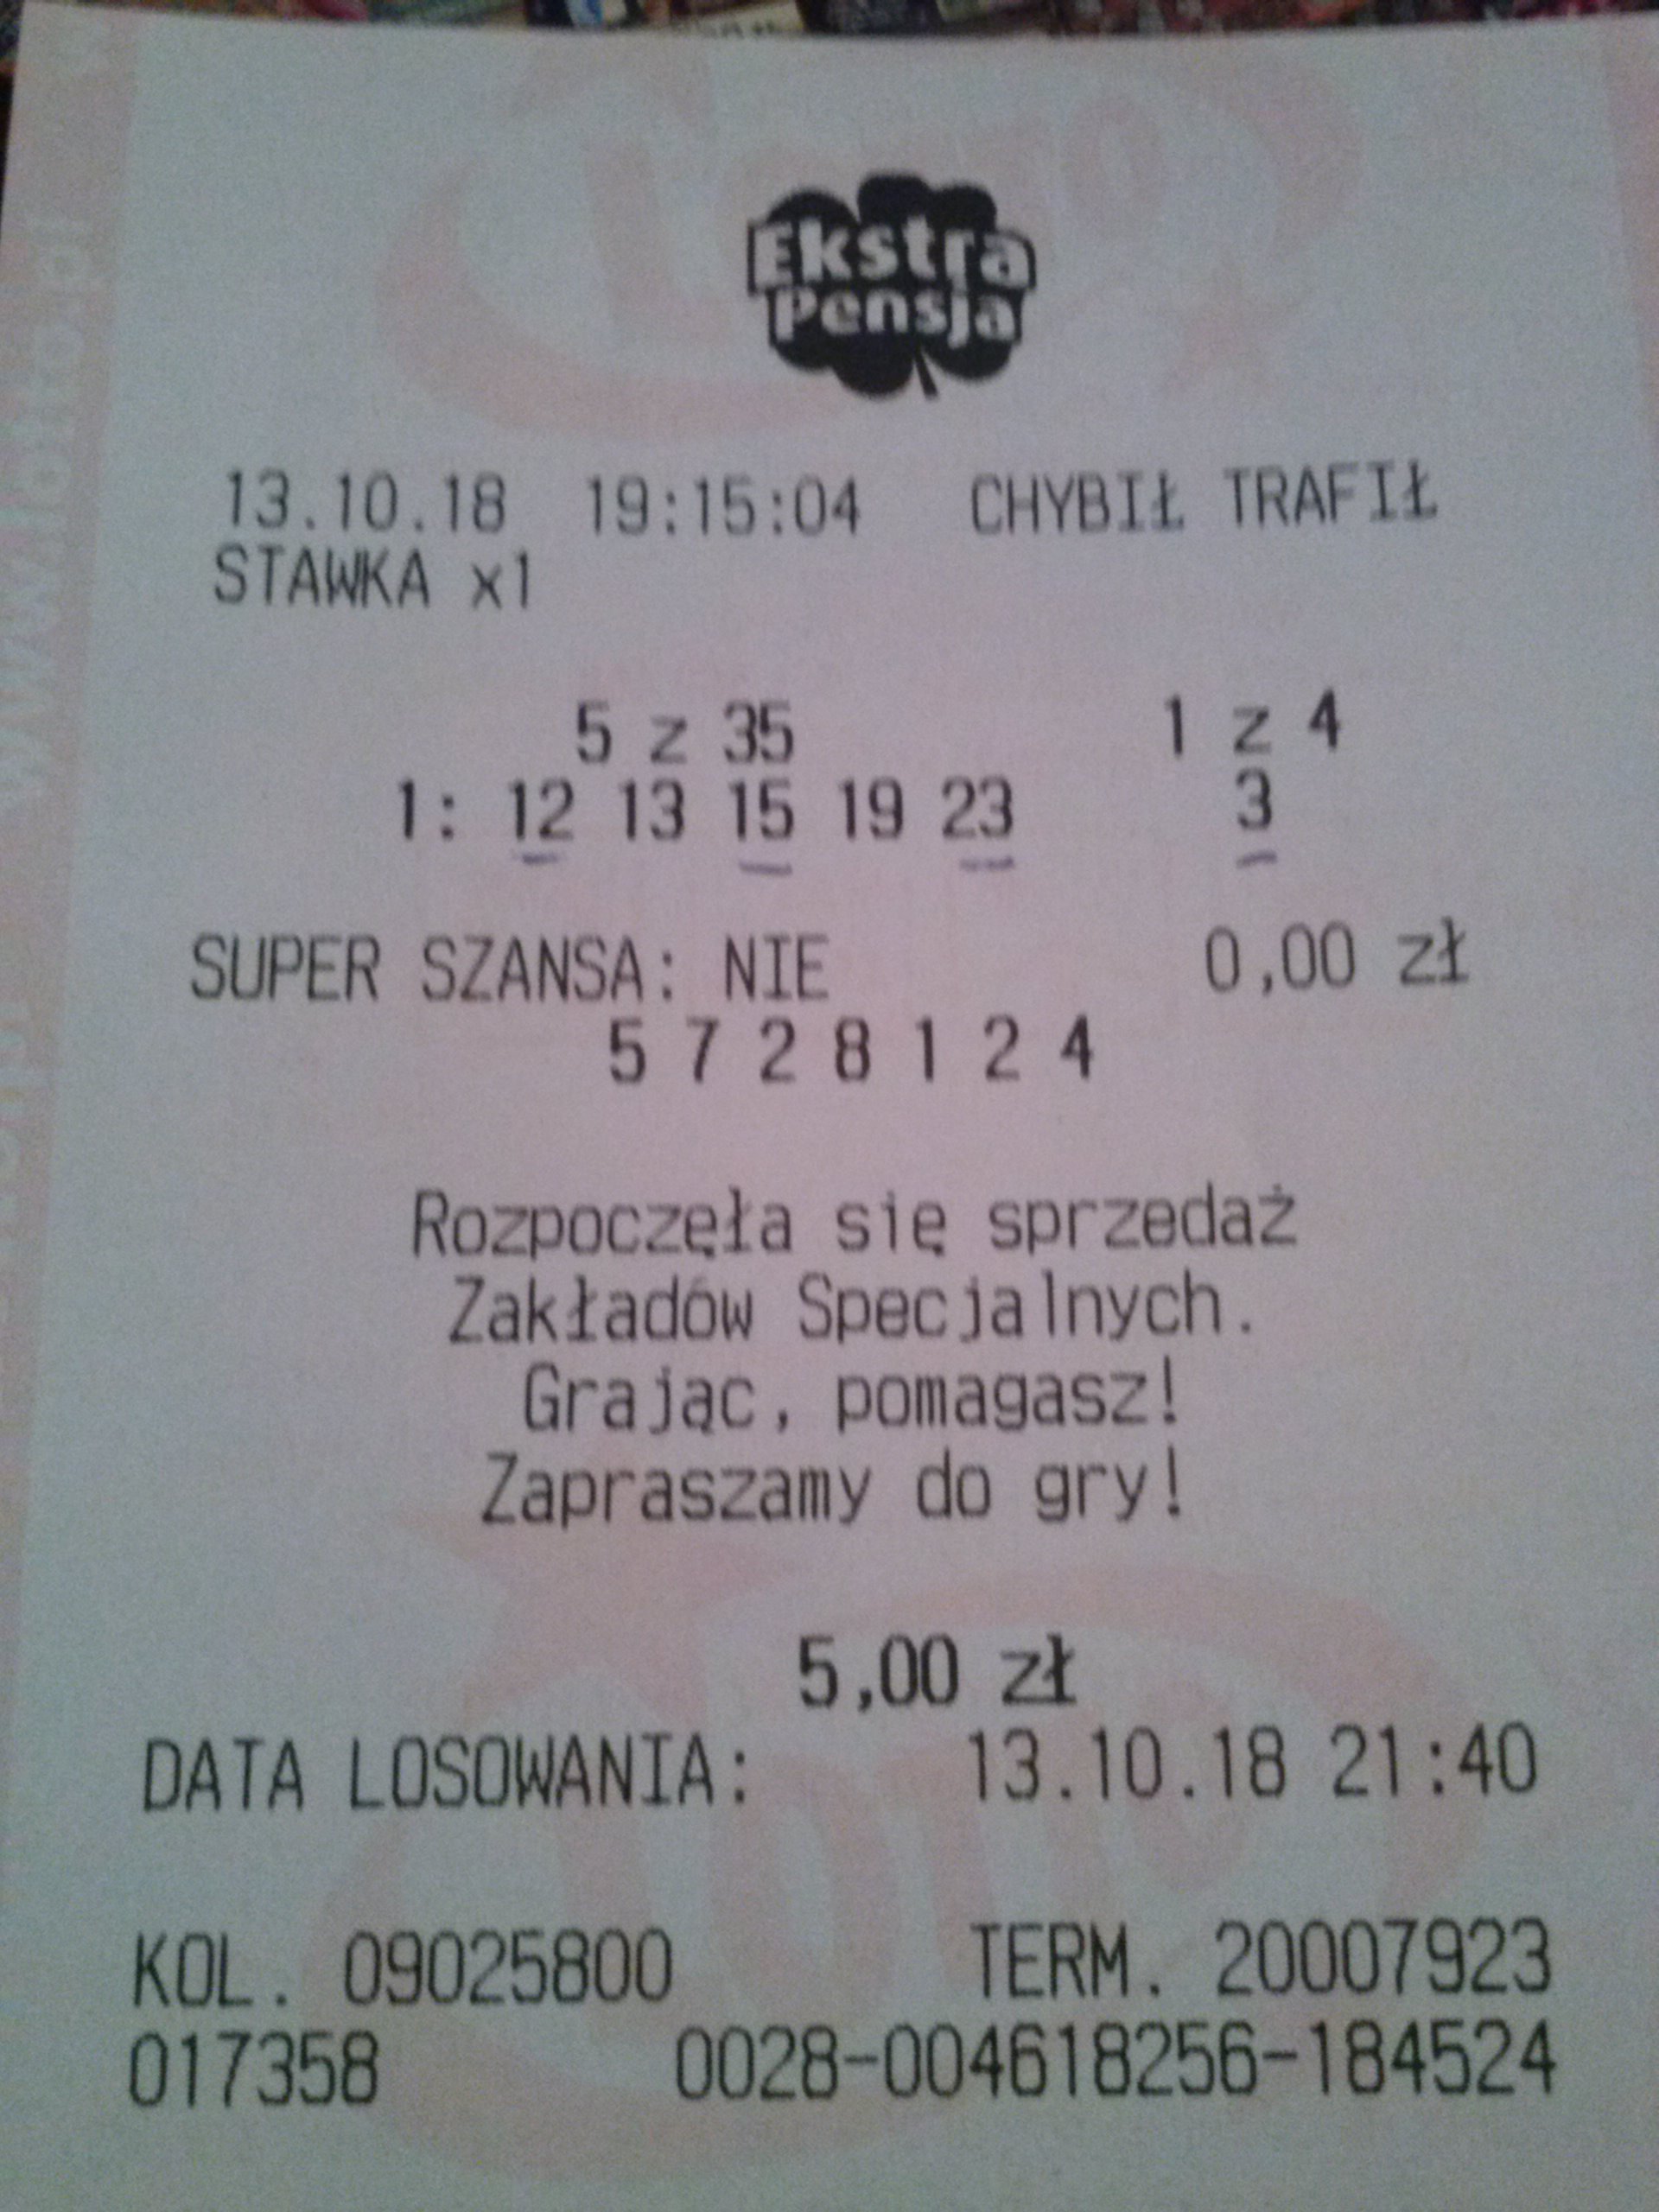 Ekstra
Pensja
13.10.18 19:15:04 CHYBIŁ TRAFIŁ
STAWKA x1
5 z 35 1 z 4
1: 12 13 15 19 23 3
SUPER SZANSA: NIE 0,00 zł
5 7 2 8 1 2 4
Rozpoczęła się sprzedaż
Zakładów Specjalnych.
Grając, pomagasz!
Zapraszamy do gry!
5,00 zł
DATA LOSOWANIA: 13.10.18 21:40
KOL. 09025800 TERM. 20007923
017358 0028-004618256-184524